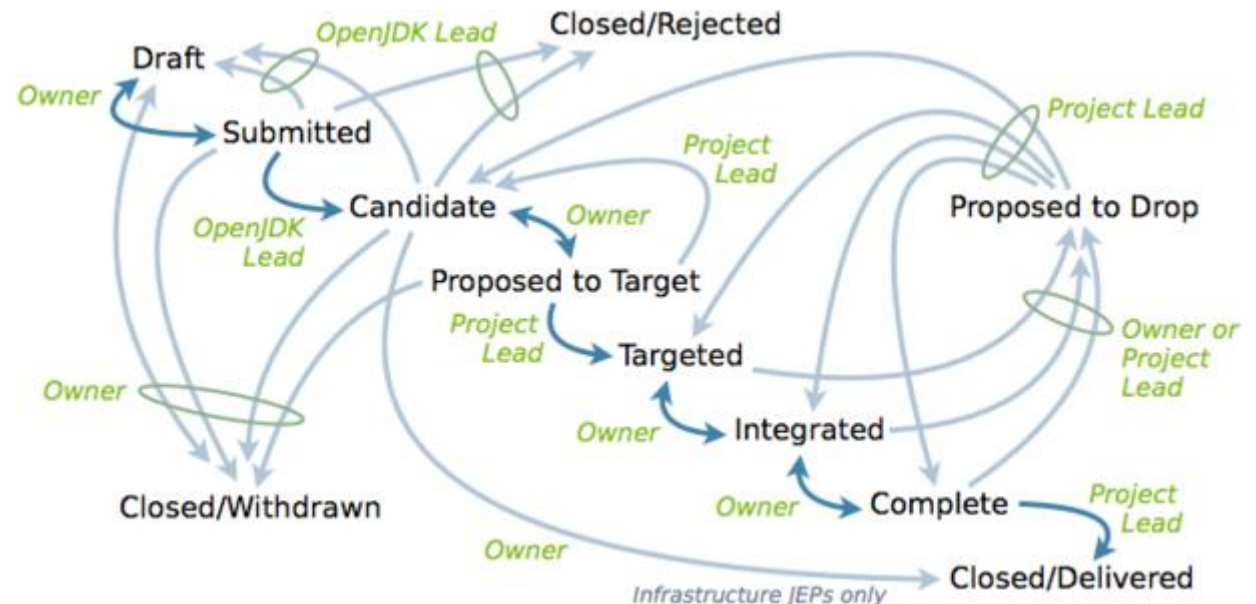 Closed/Rejected
OpenJDK Lead
Draft
Owner
Submitted
Project Lead
Project
Lead
Candidate
Owner
Proposed to Drop
OpenJDK
Lead
Proposed to Target
Project
Lead
Targeted
Owner or
Project
Lead
Owner
Owner
Integrated
Closed/Withdrawn
Owner
Complete
Project
Lead
Owner
Closed/Delivered
Infrastructure JEPs only